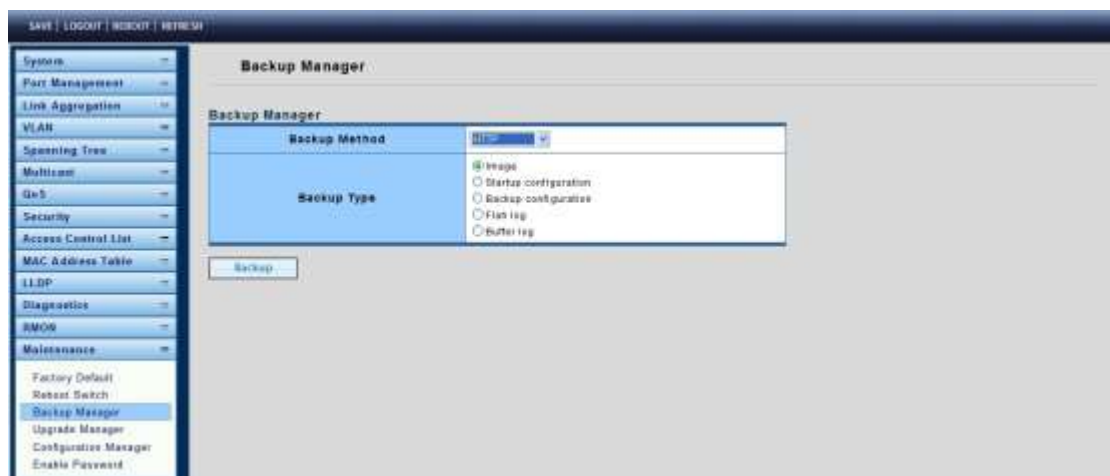 SAVE | LOGOUT | REBOOT | REFRESH
System
Port Management
Link Aggregation
VLAN
Spanning Tree
Multicast
QoS
Security
Access Control List
MAC Address Table
LLDP
Diagnostics
RMON
Maintenance
Factory Default
Reboot Switch
Backup Manager
Upgrade Manager
Configuration Manager
Enable Password
Backup Manager
Backup Manager
Backup Method
HTTP
Backup Type
Image
Startup configuration
Backup configuration
Flash log
Buffer log
Backup